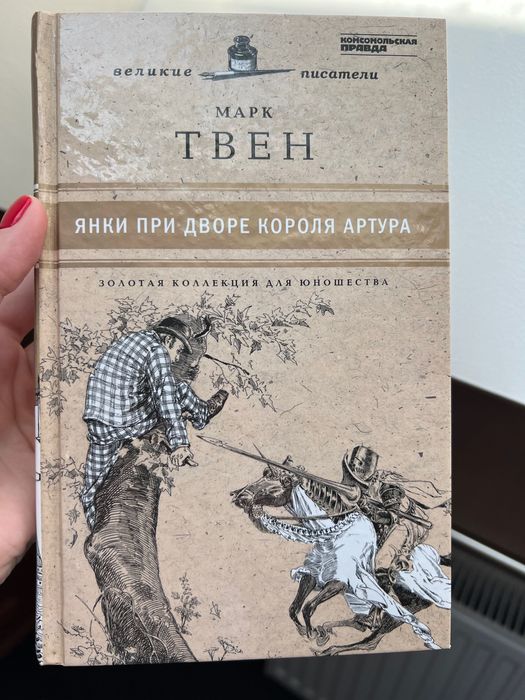 КОМСОМОЛЬСКАЯ
ПРАВДА
великие писатели
МАРК
ТВЕН
ЯНКИ ПРИ ДВОРЕ КОРОЛЯ АРТУРА
ЗОЛОТАЯ КОЛЛЕКЦИЯ ДЛЯ ЮНОШЕСТВА